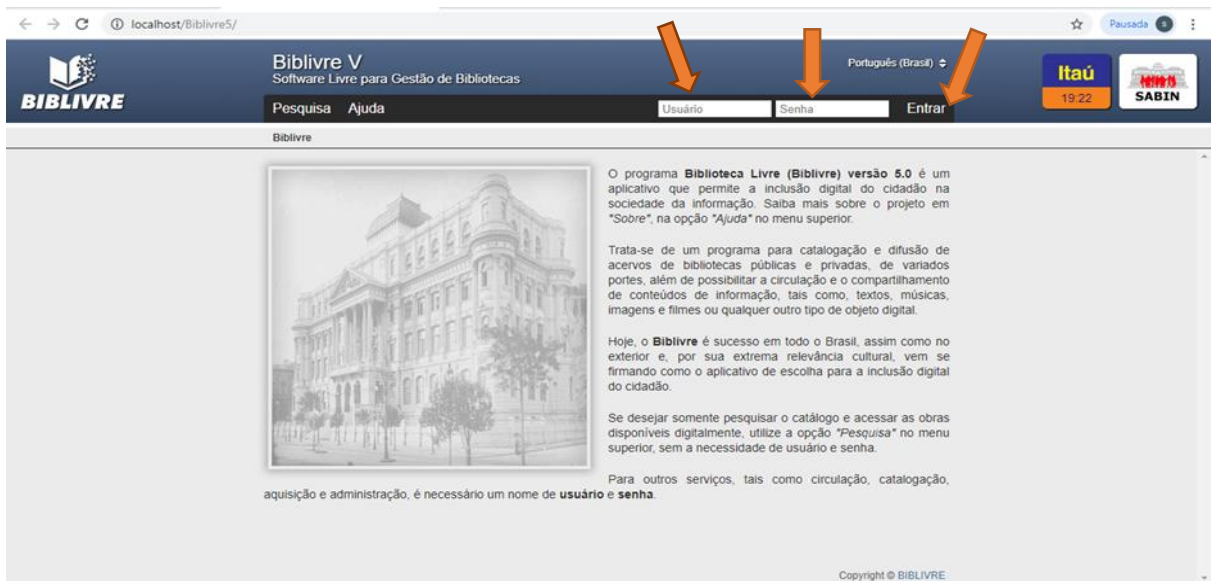 localhost/Biblivre5/
Pausada
s
BIBLIVRE
Biblivre V
Software Livre para Gestão de Bibliotecas
Português (Brasil)
Itaú
19:22
SABIN
Pesquisa Ajuda
Usuário Senha Entrar
Biblivre
O programa Biblioteca Livre (Biblivre) versão 5.0 é um
aplicativo que permite a inclusão digital do cidadão na
sociedade da informação. Saiba mais sobre o projeto em
"Sobre", na opção "Ajuda" no menu superior.
Trata-se de um programa para catalogação e difusão de
acervos de bibliotecas públicas e privadas, de variados
portes, além de possibilitar a circulação e o compartilhamento
de conteúdos de informação, tais como, textos, músicas,
imagens e filmes ou qualquer outro tipo de objeto digital.
Hoje, o Biblivre é sucesso em todo o Brasil, assim como no
exterior e, por sua extrema relevância cultural, vem se
firmando como o aplicativo de escolha para a inclusão digital
do cidadão.
Se desejar somente pesquisar o catálogo e acessar as obras
disponíveis digitalmente, utilize a opção "Pesquisa" no menu
superior, sem a necessidade de usuário e senha.
Para outros serviços, tais como circulação, catalogação,
aquisição e administração, é necessário um nome de usuário e senha.
Copyright © BIBLIVRE